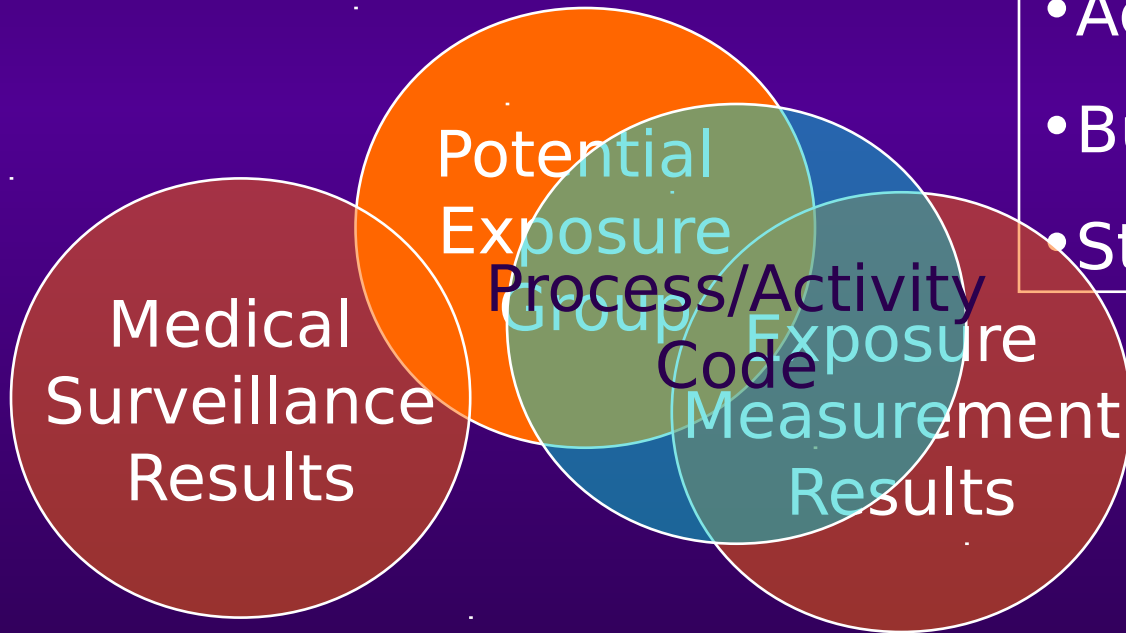 Potential
Exposure
Group
Process/Activity
Code
Medical
Surveillance
Results
Exposure
Measurement
Results